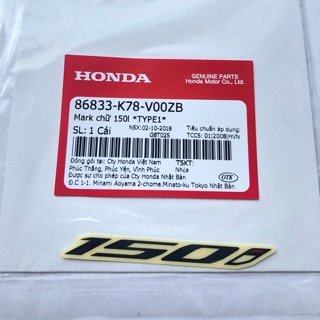 HONDA
GENUINE PARTS
Honda Motor Co., Ltd.
86833-K78-V00ZB
Mark chữ 150I *TYPE1*
SL: 1 Cái
NSX:02-10-2018
GBT02S
Tiêu chuẩn áp dụng:
TCCS: 01|2008|HVN
Đóng gói tại: Cty Honda Việt Nam
Phúc Thắng, Phúc Yên, Vĩnh Phúc
TSKT:
Nhca
Được sự cho phép của Cty Honda Nhật Bản
Đ.C 1-1. Minami Aoyama 2-chome.Minato-ku Tokyo Nhật Bản
OTK
150i